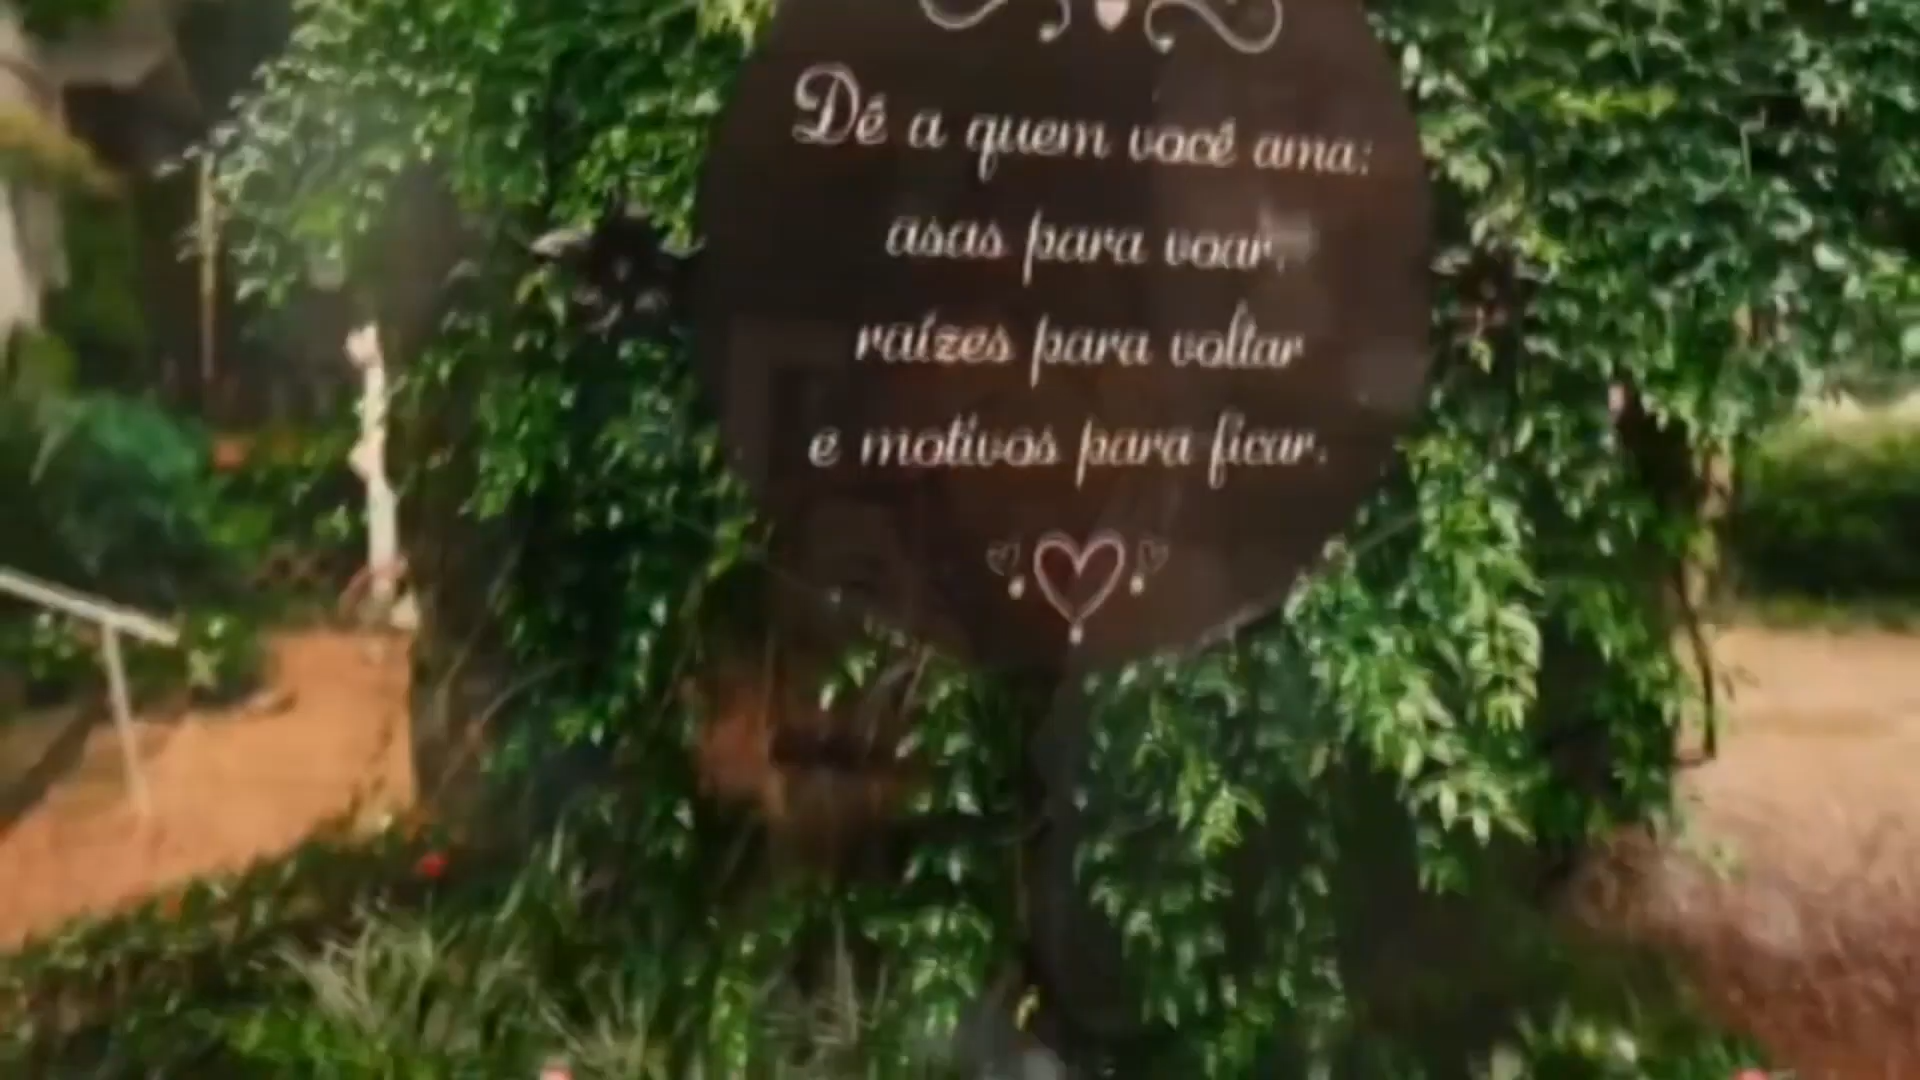 Dê a quem você ama:
asas para voar,
raízes para voltar
e motivos para ficar.